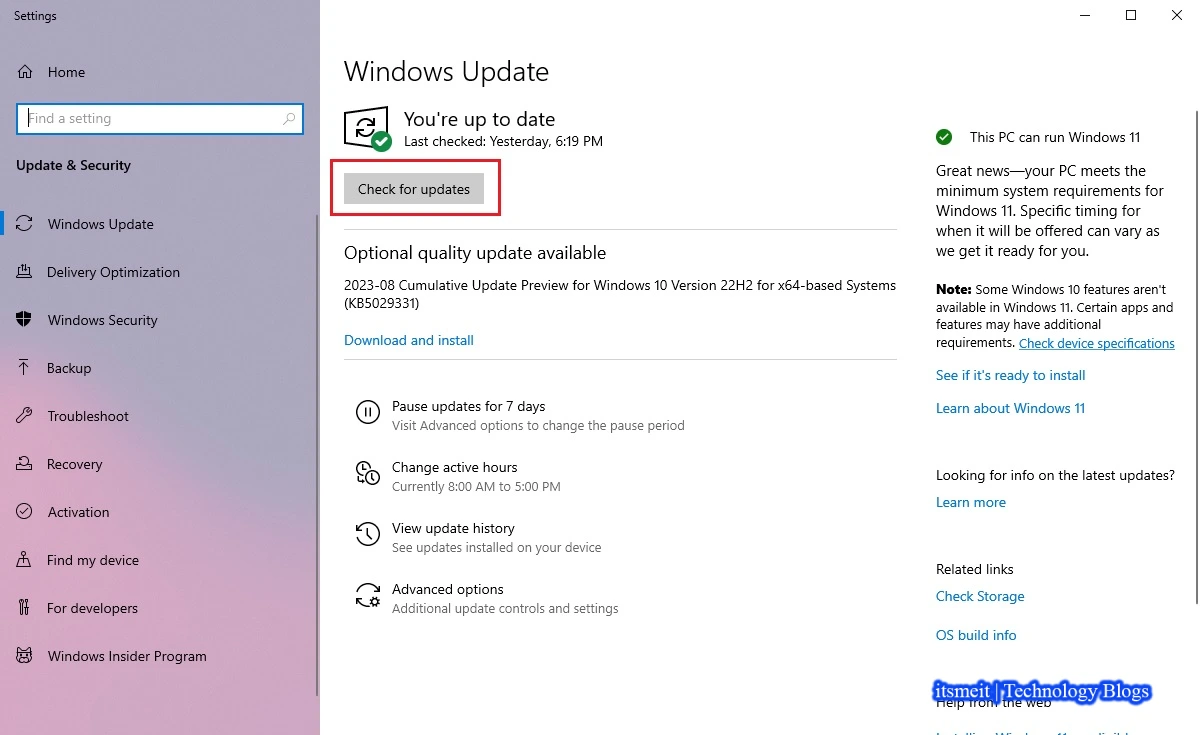 Settings
Home
Find a setting
Update & Security
Windows Update
Delivery Optimization
Windows Security
Backup
Troubleshoot
Recovery
Activation
Find my device
For developers
Windows Insider Program
Windows Update
You're up to date
Last checked: Yesterday, 6:19 PM
Check for updates
Optional quality update available
2023-08 Cumulative Update Preview for Windows 10 Version 22H2 for x64-based Systems
(KB5029331)
Download and install
Pause updates for 7 days
Visit Advanced options to change the pause period
Change active hours
Currently 8:00 AM to 5:00 PM
View update history
See updates installed on your device
Advanced options
Additional update controls and settings
This PC can run Windows 11
Great news—your PC meets the
minimum system requirements for
Windows 11. Specific timing for
when it will be offered can vary as
we get it ready for you.
Note: Some Windows 10 features aren't
available in Windows 11. Certain apps and
features may have additional
requirements. Check device specifications
See if it's ready to install
Learn about Windows 11
Looking for info on the latest updates?
Learn more
Related links
Check Storage
OS build info
itsmeit | Technology Blogs
Help from the web